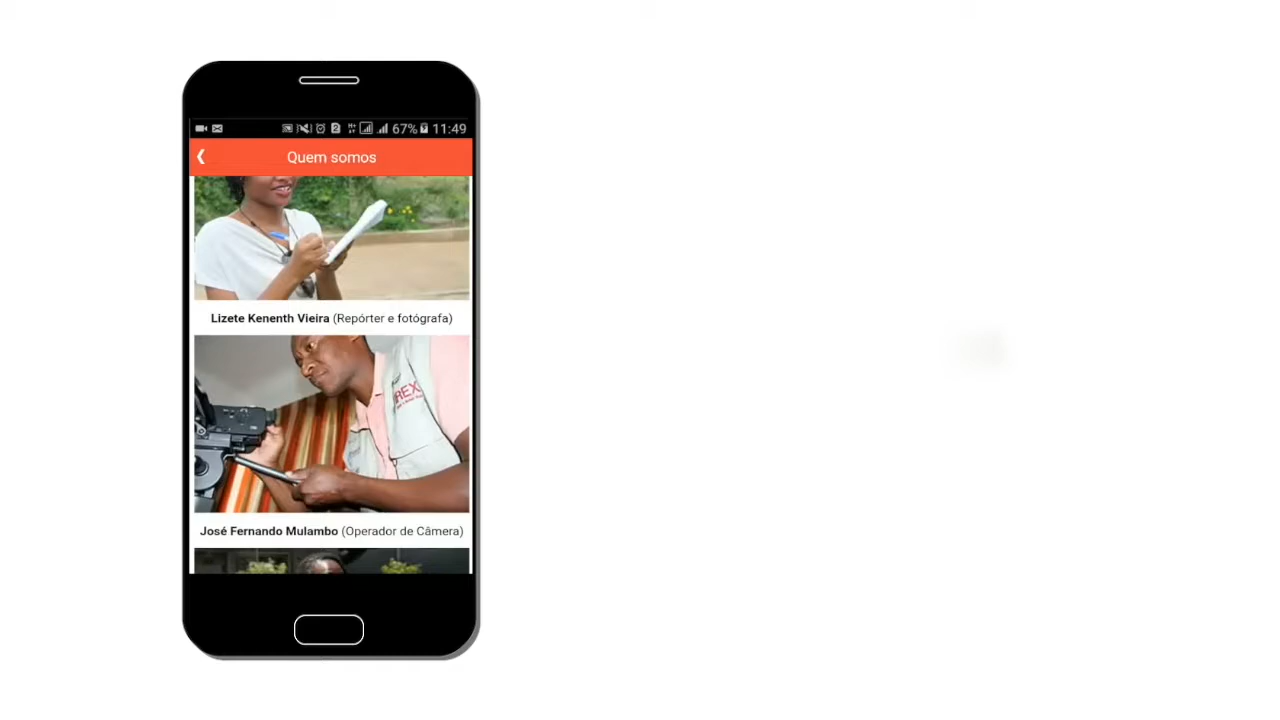 67% 11:49
Quem somos
Lizete Kenenth Vieira (Repórter e fotógrafa)
REX
José Fernando Mulambo (Operador de Câmera)